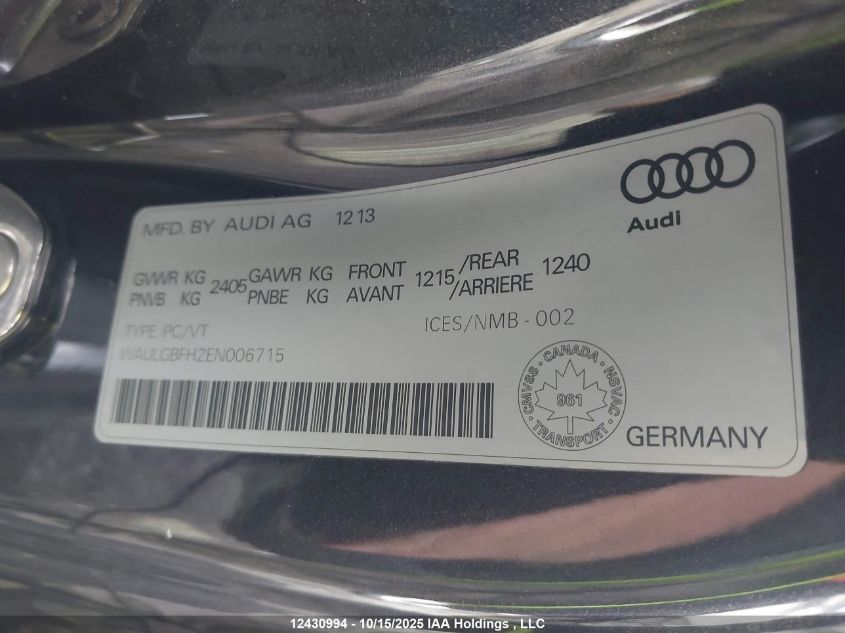 Audi
MFD. BY AUDI AG 1213
GVWR KG 2405 GAWR KG FRONT 1215 /REAR 1240
PNVB KG PNBE KG AVANT /ARRIERE
TYPE PC/VT ICES/NMB - 002
WAULGBFH2EN006715
CMVSS - CANADA - NSVAC
961
TRANSPORT
GERMANY
12430994 - 10/15/2025 IAA Holdings , LLC